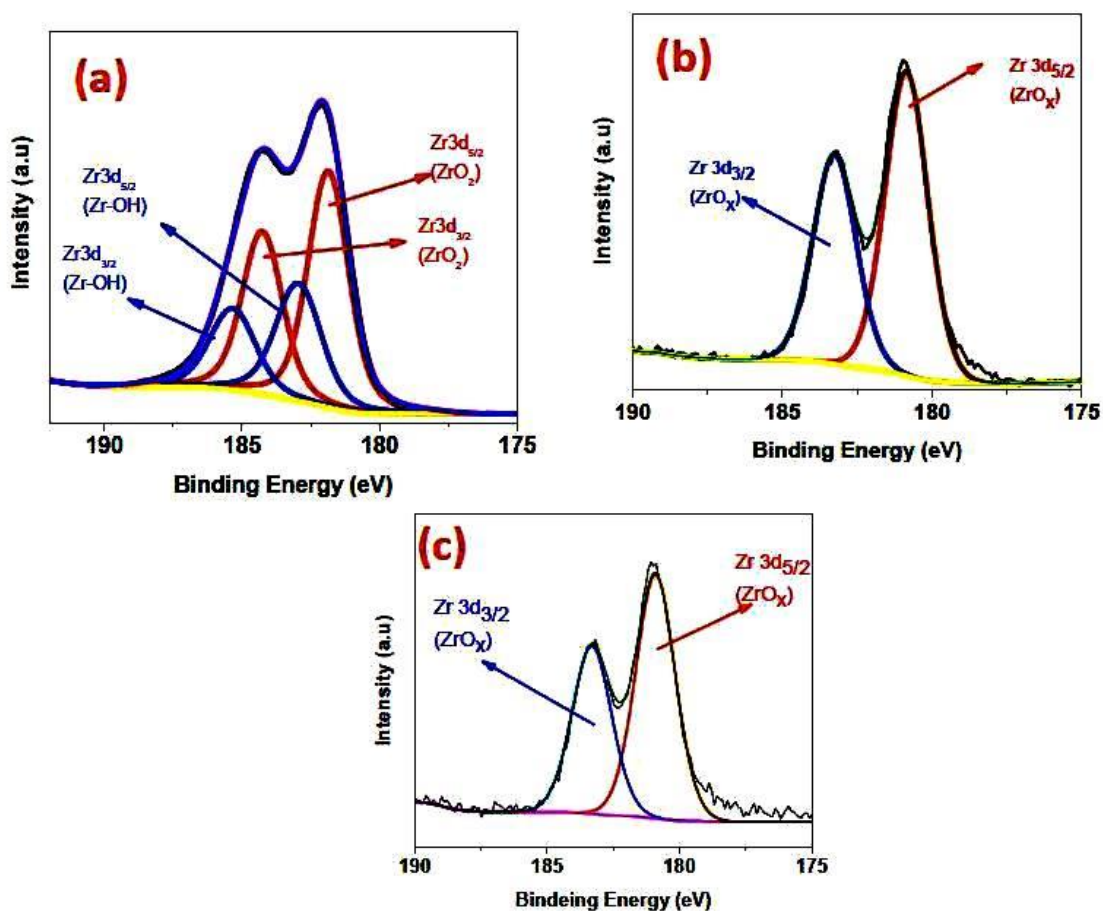 (a)
Zr3d5/2
(Zr-OH)
Zr3d3/2
(Zr-OH)
Zr3d5/2
(ZrO2)
Zr3d3/2
(ZrO2)
Intensity (a.u)
190 185 180 175
Binding Energy (eV)
(b)
Zr 3d5/2
(ZrOX)
Zr 3d3/2
(ZrOX)
Intensity (a.u)
190 185 180 175
Binding Energy (eV)
(c)
Zr 3d5/2
(ZrOX)
Zr 3d3/2
(ZrOX)
Intensity (a.u)
190 185 180 175
Bindeing Energy (eV)